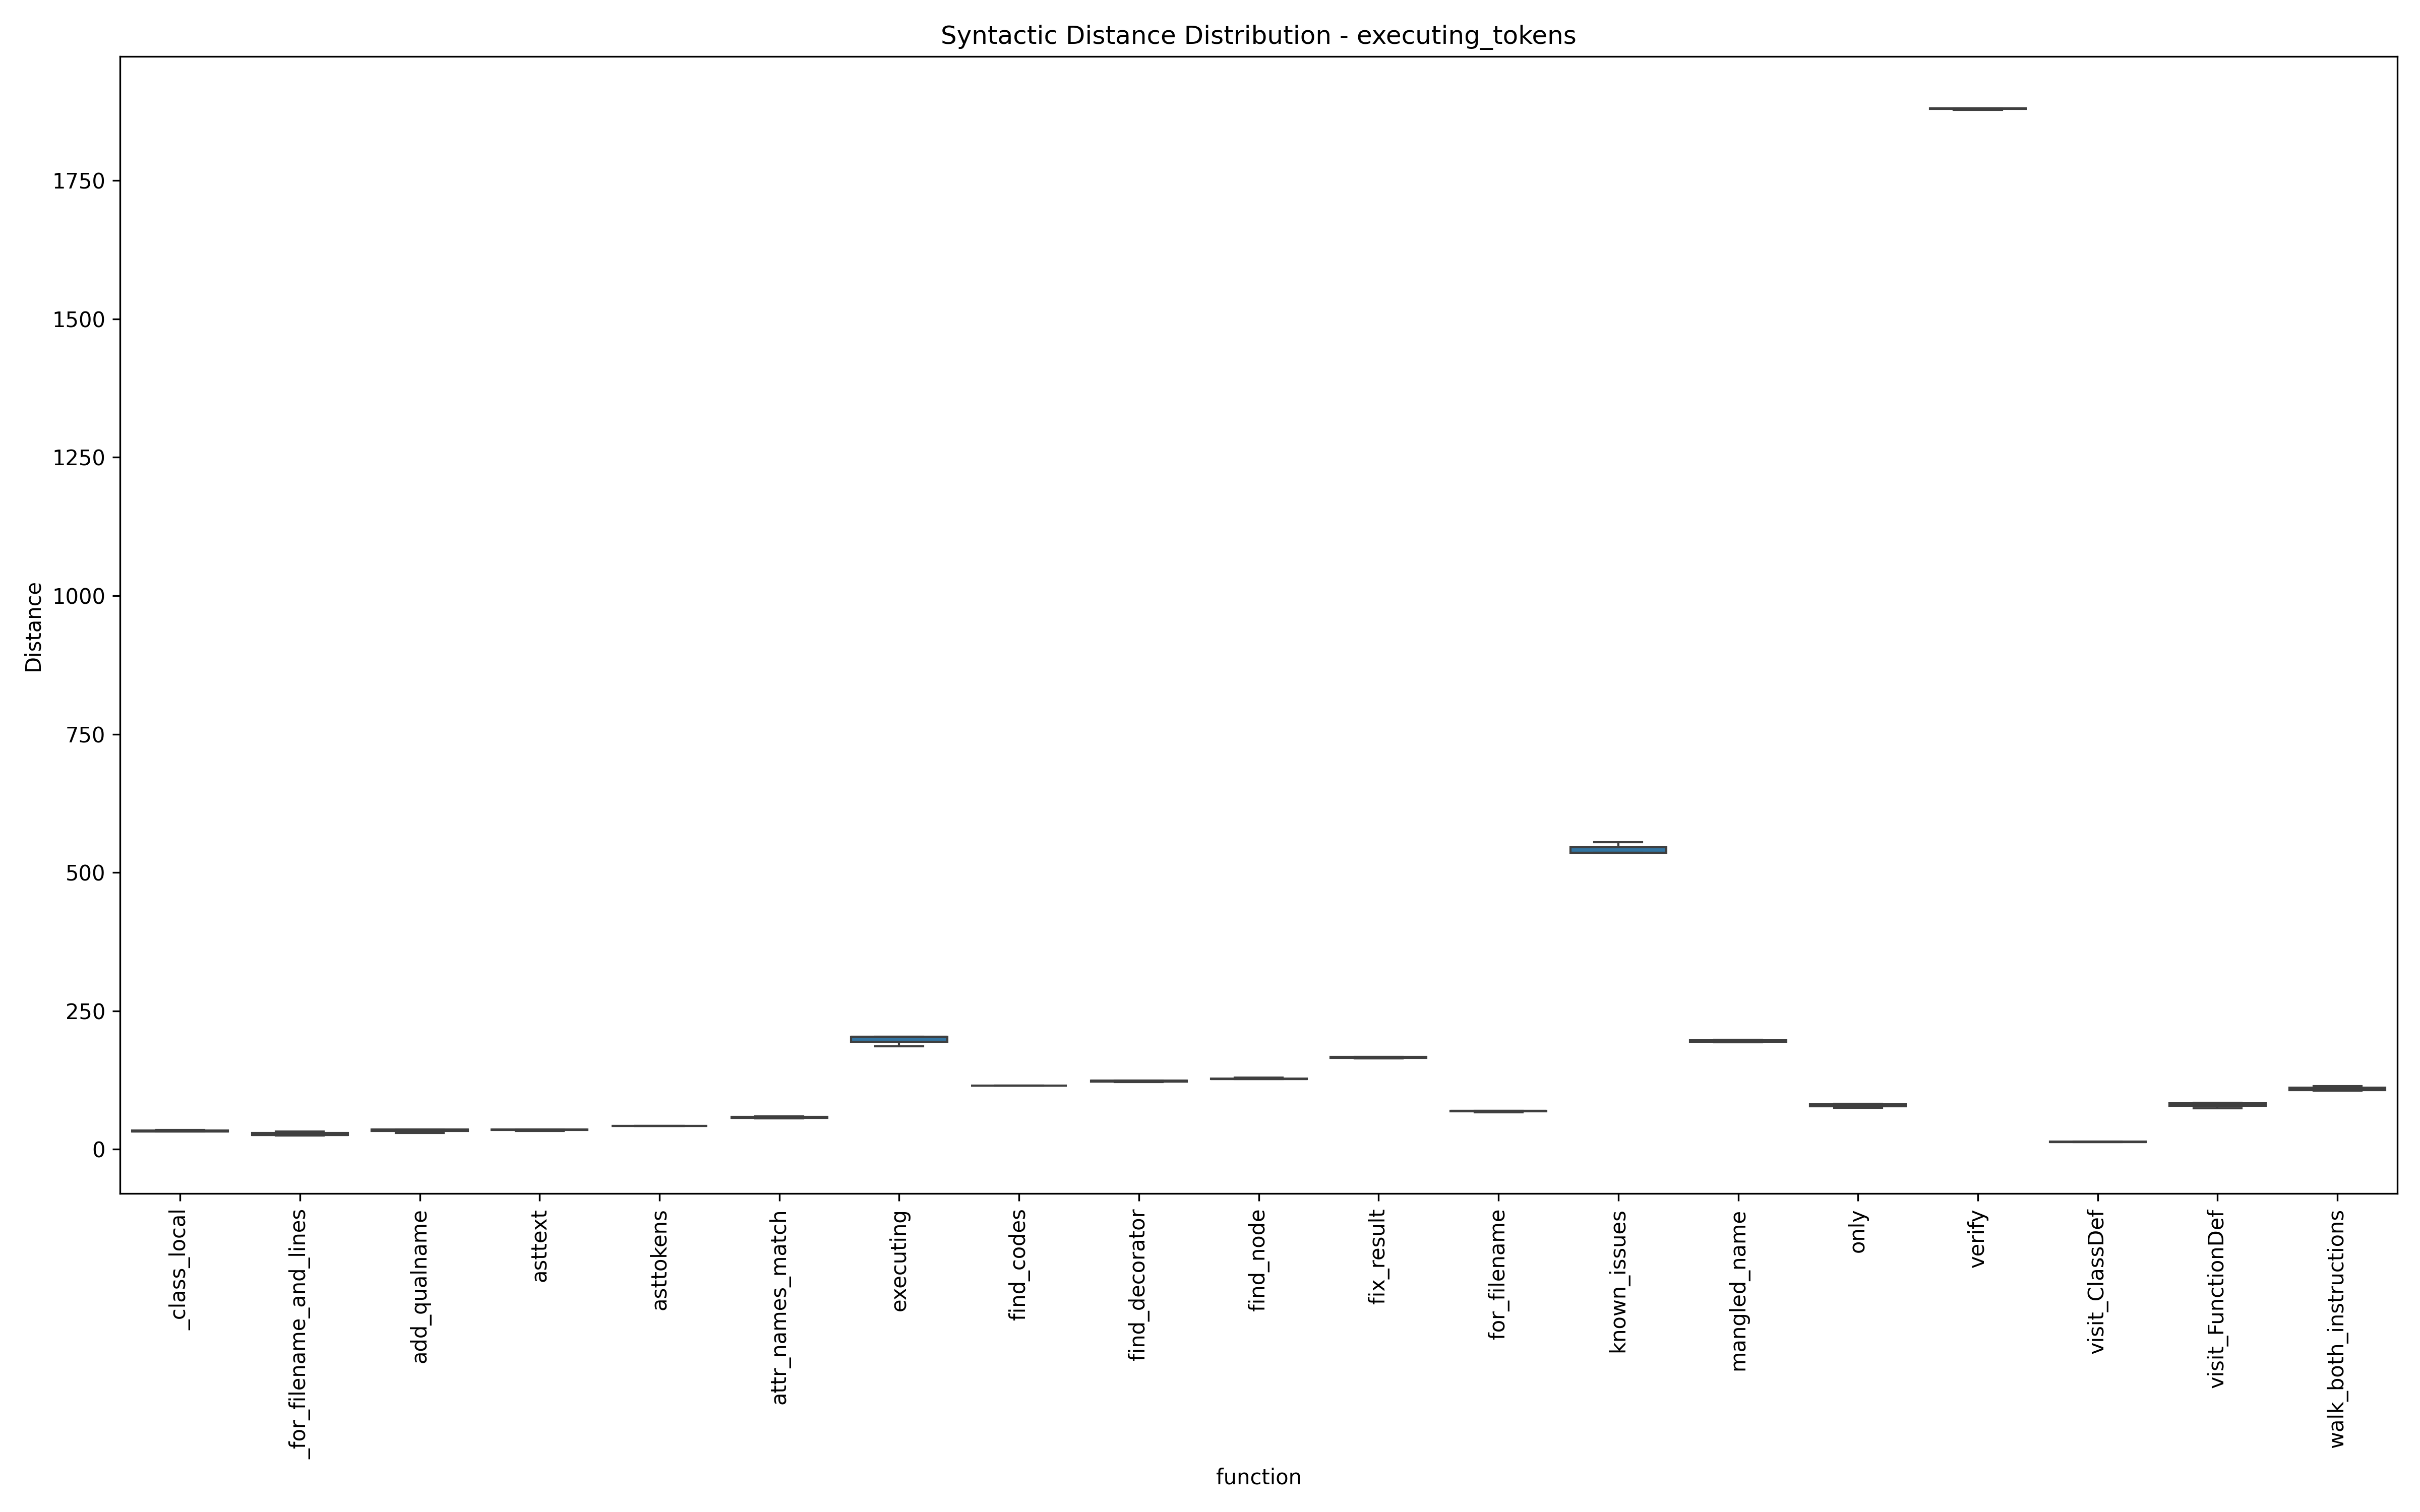 Syntactic Distance Distribution - executing_tokens
Distance
1750
1500
1250
1000
750
500
250
0
_class_local
_for_filename_and_lines
add_qualname
asttext
asttokens
attr_names_match
executing
find_codes
find_decorator
find_node
fix_result
for_filename
known_issues
mangled_name
only
verify
visit_ClassDef
visit_FunctionDef
walk_both_instructions
function